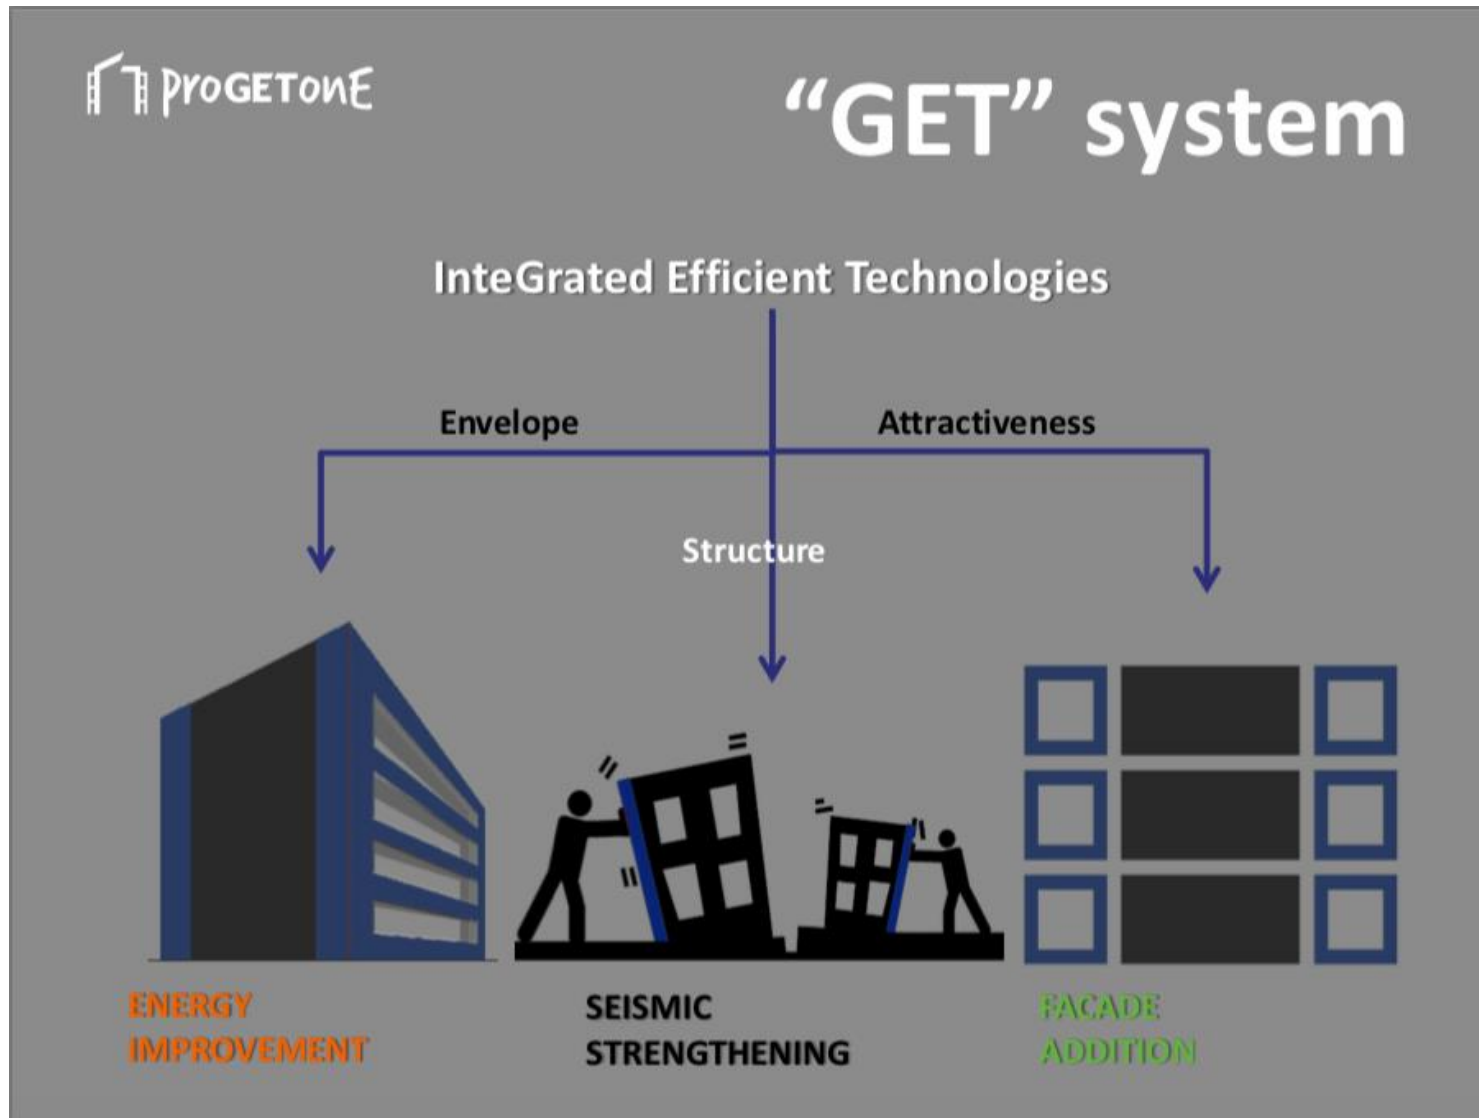 ProGETonE
“GET” system
InteGrated Efficient Technologies
Envelope
Attractiveness
Structure
ENERGY
IMPROVEMENT
SEISMIC
STRENGTHENING
FACADE
ADDITION